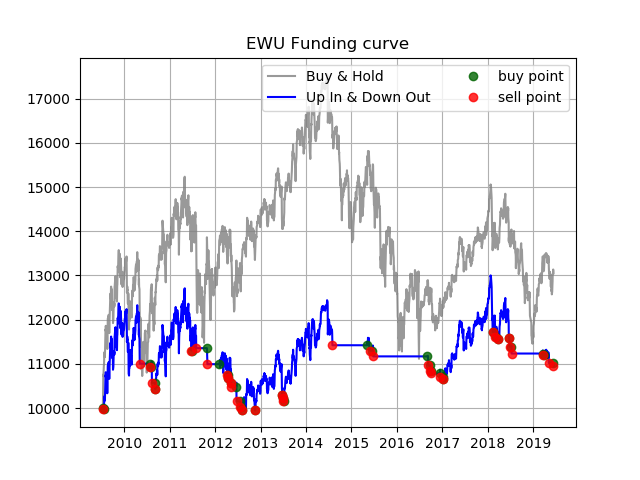 EWU Funding curve
Buy & Hold
Up In & Down Out
buy point
sell point
17000
16000
15000
14000
13000
12000
11000
10000
2010 2011 2012 2013 2014 2015 2016 2017 2018 2019